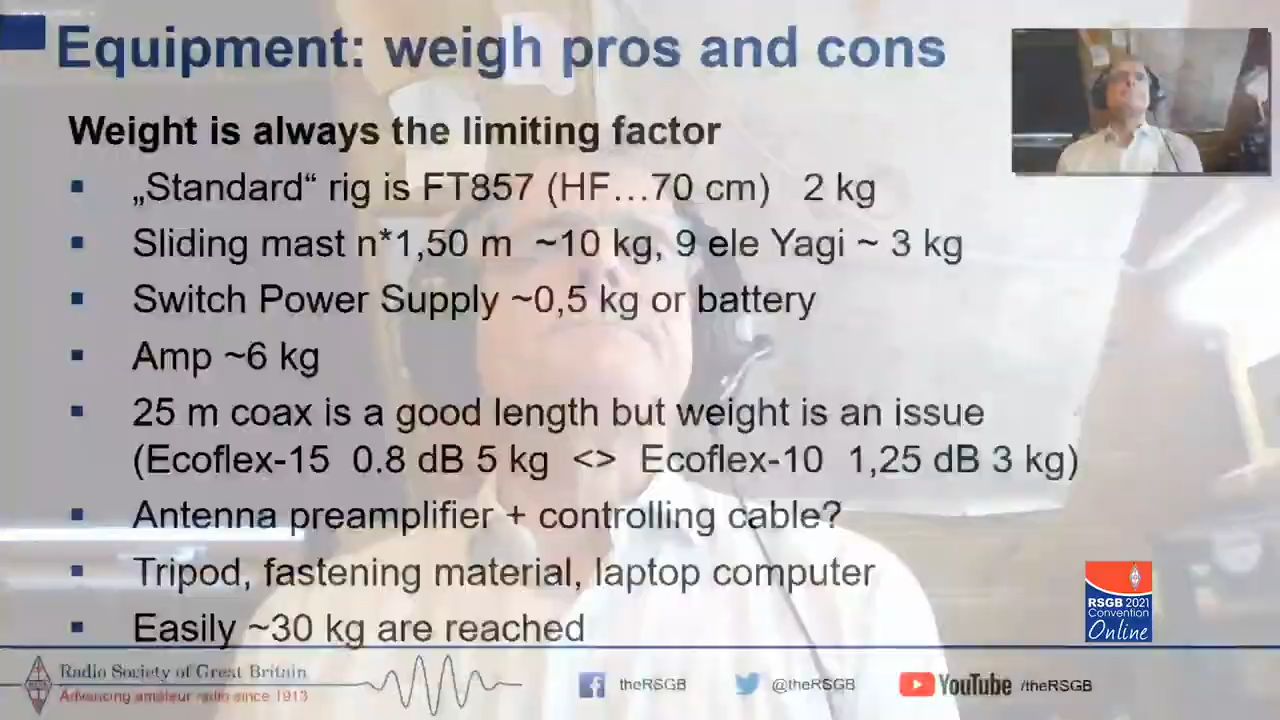 Equipment: weigh pros and cons
Weight is always the limiting factor
▪ „Standard“ rig is FT857 (HF…70 cm) 2 kg
▪ Sliding mast n*1,50 m ~10 kg, 9 ele Yagi ~ 3 kg
▪ Switch Power Supply ~0,5 kg or battery
▪ Amp ~6 kg
▪ 25 m coax is a good length but weight is an issue
(Ecoflex-15 0.8 dB 5 kg <> Ecoflex-10 1,25 dB 3 kg)
▪ Antenna preamplifier + controlling cable?
▪ Tripod, fastening material, laptop computer
▪ Easily ~30 kg are reached
RSGB 2021
Convention
Online
Radio Society of Great Britain
Advancing amateur radio since 1913
theRSGB
@theRSGB
YouTube /theRSGB